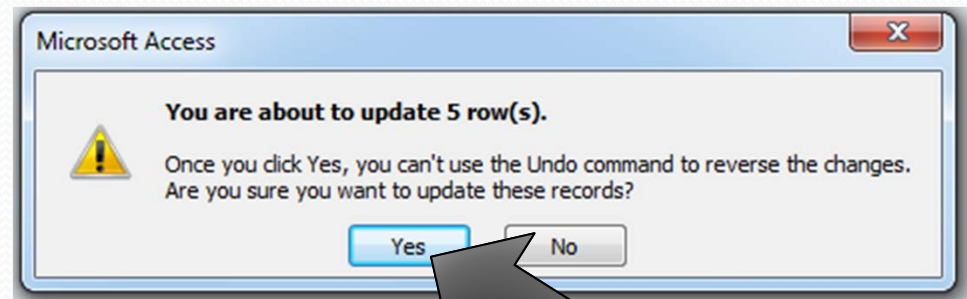 Microsoft Access
You are about to update 5 row(s).
Once you click Yes, you can't use the Undo command to reverse the changes.
Are you sure you want to update these records?
Yes No